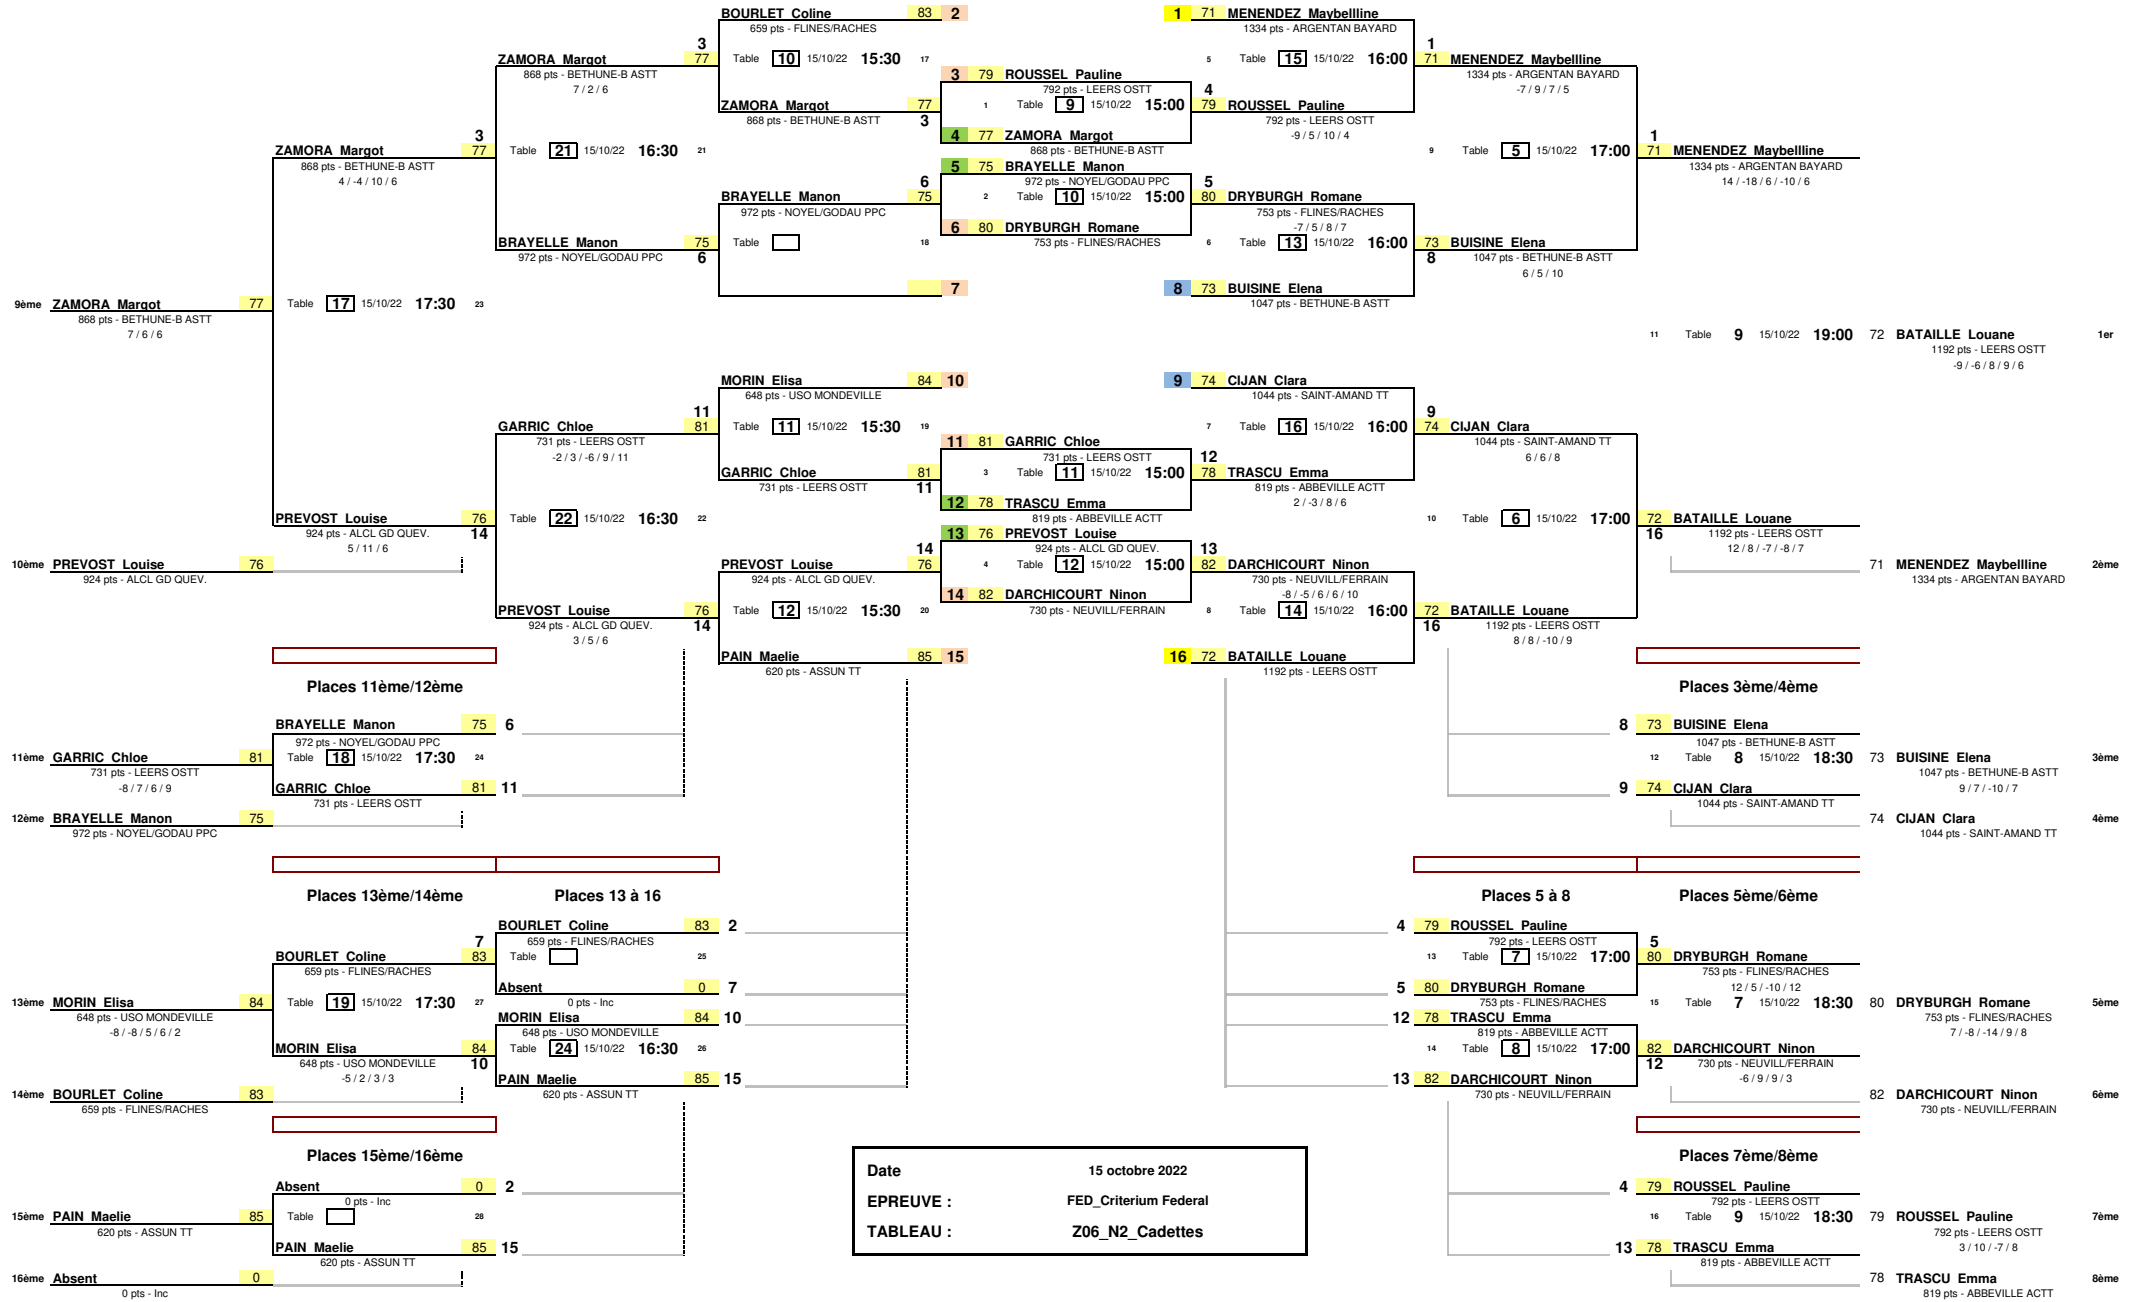 BOURLET Coline 83 2
659 pts - FLINES/RACHES
1 71 MENENDEZ Maybellline
1334 pts - ARGENTAN BAYARD
3
ZAMORA Margot 77
868 pts - BETHUNE-B ASTT
7 / 2 / 6
Table 10 15/10/22 15:30 17
5 Table 15 15/10/22 16:00
1
71 MENENDEZ Maybellline
1334 pts - ARGENTAN BAYARD
-7 / 9 / 7 / 5
3 79 ROUSSEL Pauline
792 pts - LEERS OSTT
ZAMORA Margot 77
868 pts - BETHUNE-B ASTT 3
1 Table 9 15/10/22 15:00
4
79 ROUSSEL Pauline
792 pts - LEERS OSTT
-9 / 5 / 10 / 4
4 77 ZAMORA Margot
868 pts - BETHUNE-B ASTT
3
ZAMORA Margot 77
868 pts - BETHUNE-B ASTT
4 / -4 / 10 / 6
Table 21 15/10/22 16:30 21
9 Table 5 15/10/22 17:00
1
71 MENENDEZ Maybellline
1334 pts - ARGENTAN BAYARD
14 / -18 / 6 / -10 / 6
5 75 BRAYELLE Manon
972 pts - NOYEL/GODAU PPC
6
BRAYELLE Manon 75
972 pts - NOYEL/GODAU PPC
2 Table 10 15/10/22 15:00
5
80 DRYBURGH Romane
753 pts - FLINES/RACHES
-7 / 5 / 8 / 7
6 80 DRYBURGH Romane
753 pts - FLINES/RACHES
BRAYELLE Manon 75
972 pts - NOYEL/GODAU PPC 6
Table 18
6 Table 13 15/10/22 16:00
73 BUISINE Elena
8 1047 pts - BETHUNE-B ASTT
6 / 5 / 10
7
8 73 BUISINE Elena
1047 pts - BETHUNE-B ASTT
9ème ZAMORA Margot 77
868 pts - BETHUNE-B ASTT
7 / 6 / 6
Table 17 15/10/22 17:30 23
11 Table 9 15/10/22 19:00 72 BATAILLE Louane 1er
1192 pts - LEERS OSTT
-9 / -6 / 8 / 9 / 6
MORIN Elisa 84 10
648 pts - USO MONDEVILLE
9 74 CIJAN Clara
1044 pts - SAINT-AMAND TT
11
GARRIC Chloe 81
731 pts - LEERS OSTT
-2 / 3 / -6 / 9 / 11
Table 11 15/10/22 15:30 19
7 Table 16 15/10/22 16:00
9
74 CIJAN Clara
1044 pts - SAINT-AMAND TT
6 / 6 / 8
11 81 GARRIC Chloe
731 pts - LEERS OSTT
GARRIC Chloe 81
731 pts - LEERS OSTT 11
3 Table 11 15/10/22 15:00
12
78 TRASCU Emma
819 pts - ABBEVILLE ACTT
2 / -3 / 8 / 6
12 78 TRASCU Emma
819 pts - ABBEVILLE ACTT
PREVOST Louise 76
924 pts - ALCL GD QUEV. 14
5 / 11 / 6
Table 22 15/10/22 16:30 22
10 Table 6 15/10/22 17:00
72 BATAILLE Louane
16 1192 pts - LEERS OSTT
12 / 8 / -7 / -8 / 7
13 76 PREVOST Louise
924 pts - ALCL GD QUEV.
10ème PREVOST Louise 76
924 pts - ALCL GD QUEV.
14
PREVOST Louise 76
924 pts - ALCL GD QUEV.
4 Table 12 15/10/22 15:00
13
82 DARCHICOURT Ninon
730 pts - NEUVILL/FERRAIN
-8 / -5 / 6 / 6 / 10
71 MENENDEZ Maybellline 2ème
1334 pts - ARGENTAN BAYARD
14 82 DARCHICOURT Ninon
730 pts - NEUVILL/FERRAIN
PREVOST Louise 76
924 pts - ALCL GD QUEV. 14
3 / 5 / 6
Table 12 15/10/22 15:30 20
8 Table 14 15/10/22 16:00
72 BATAILLE Louane
16 1192 pts - LEERS OSTT
8 / 8 / -10 / 9
PAIN Maelie 85 15
620 pts - ASSUN TT
16 72 BATAILLE Louane
1192 pts - LEERS OSTT
Places 11ème/12ème
Places 3ème/4ème
BRAYELLE Manon 75 6
972 pts - NOYEL/GODAU PPC
8 73 BUISINE Elena
1047 pts - BETHUNE-B ASTT
11ème GARRIC Chloe 81
731 pts - LEERS OSTT
-8 / 7 / 6 / 9
Table 18 15/10/22 17:30 24
12 Table 8 15/10/22 18:30 73 BUISINE Elena 3ème
1047 pts - BETHUNE-B ASTT
9 / 7 / -10 / 7
GARRIC Chloe 81 11
731 pts - LEERS OSTT
9 74 CIJAN Clara
1044 pts - SAINT-AMAND TT
12ème BRAYELLE Manon 75
972 pts - NOYEL/GODAU PPC
74 CIJAN Clara 4ème
1044 pts - SAINT-AMAND TT
Places 13ème/14ème
Places 13 à 16
Places 5 à 8
Places 5ème/6ème
BOURLET Coline 83 2
659 pts - FLINES/RACHES
4 79 ROUSSEL Pauline
792 pts - LEERS OSTT
7
BOURLET Coline 83
659 pts - FLINES/RACHES
Table 25
13 Table 7 15/10/22 17:00
5
80 DRYBURGH Romane
753 pts - FLINES/RACHES
12 / 5 / -10 / 12
Absent 0 7
0 pts - Inc
5 80 DRYBURGH Romane
753 pts - FLINES/RACHES
13ème MORIN Elisa 84
648 pts - USO MONDEVILLE
-8 / -8 / 5 / 6 / 2
Table 19 15/10/22 17:30 27
15 Table 7 15/10/22 18:30 80 DRYBURGH Romane 5ème
753 pts - FLINES/RACHES
7 / -8 / -14 / 9 / 8
MORIN Elisa 84 10
648 pts - USO MONDEVILLE
12 78 TRASCU Emma
819 pts - ABBEVILLE ACTT
MORIN Elisa 84
648 pts - USO MONDEVILLE 10
-5 / 2 / 3 / 3
Table 24 15/10/22 16:30 26
14 Table 8 15/10/22 17:00
82 DARCHICOURT Ninon
12 730 pts - NEUVILL/FERRAIN
-6 / 9 / 9 / 3
PAIN Maelie 85 15
620 pts - ASSUN TT
13 82 DARCHICOURT Ninon
730 pts - NEUVILL/FERRAIN
14ème BOURLET Coline 83
659 pts - FLINES/RACHES
82 DARCHICOURT Ninon 6ème
730 pts - NEUVILL/FERRAIN
Places 15ème/16ème
Places 7ème/8ème
Date 15 octobre 2022
EPREUVE : FED_Criterium Federal
TABLEAU : Z06_N2_Cadettes
Absent 0 2
0 pts - Inc
4 79 ROUSSEL Pauline
792 pts - LEERS OSTT
15ème PAIN Maelie 85
620 pts - ASSUN TT
Table 28
16 Table 9 15/10/22 18:30 79 ROUSSEL Pauline 7ème
792 pts - LEERS OSTT
3 / 10 / -7 / 8
PAIN Maelie 85 15
620 pts - ASSUN TT
13 78 TRASCU Emma
819 pts - ABBEVILLE ACTT
16ème Absent 0
0 pts - Inc
78 TRASCU Emma 8ème
819 pts - ABBEVILLE ACTT